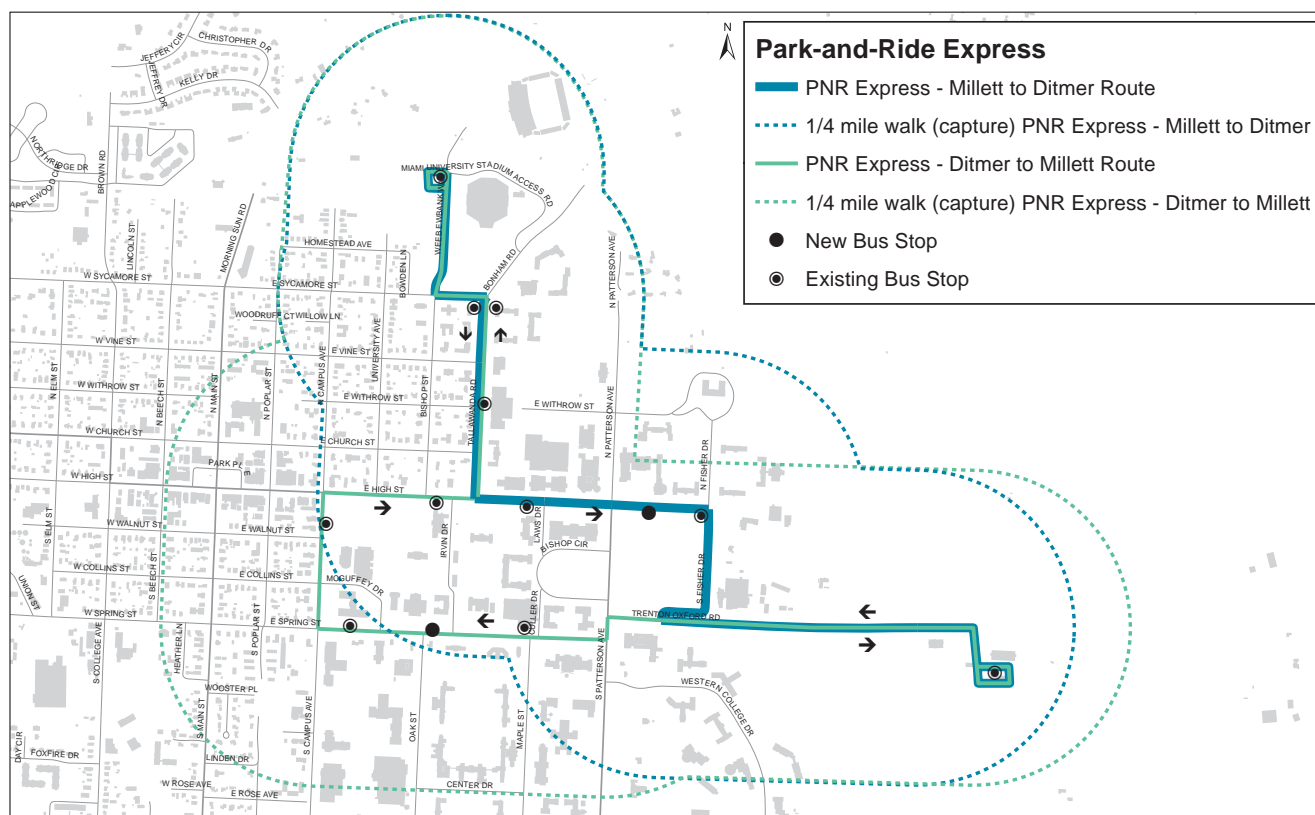 N
Park-and-Ride Express
PNR Express - Millett to Ditmer Route
1/4 mile walk (capture) PNR Express - Millett to Ditmer
PNR Express - Ditmer to Millett Route
1/4 mile walk (capture) PNR Express - Ditmer to Millett
New Bus Stop
Existing Bus Stop
JEFFERY CIR
CHRISTOPHER DR
JEFFREY DR
KELLY DR
NORTHRIDGE DR
APPLEWOOD CIR
BROWN RD
MIAMI UNIVERSITY STADIUM ACCESS RD
WEEB EWBANK
LINCOLN ST
MORNING SUN RD
HOMESTEAD AVE
BOWDEN LN
BONHAM RD
N PATTERSON AVE
W SYCAMORE ST
E SYCAMORE ST
WOODRUFF CT
WILLOW LN
UNIVERSITY AVE
W VINE ST
E VINE ST
N ELM ST
W WITHROW ST
N BEECH ST
N MAIN ST
N POPLAR ST
N CAMPUS AVE
E WITHROW ST
BISHOP ST
TALLAWANDA RD
E WITHROW ST
N PATTERSON AVE
W CHURCH ST
E CHURCH ST
N FISHER DR
W HIGH ST
PARK PL E
E HIGH ST
S ELM ST
W WALNUT ST
E WALNUT ST
IRVIN DR
LAWS DR
BISHOP CIR
UNION ST
W COLLINS ST
S BEECH ST
E COLLINS ST
MCGUFFEY DR
S FISHER DR
W SPRING ST
E SPRING ST
CULLER DR
TRENTON OXFORD RD
S COLLEGE AVE
HEATHER LN
S POPLAR ST
S PATTERSON AVE
WESTERN COLLEGE DR
WOOSTER PL
S MAIN ST
S CAMPUS AVE
OAK ST
MAPLE ST
DAY CIR
FOXFIRE DR
LINDEN DR
W ROSE AVE
E ROSE AVE
CENTER DR